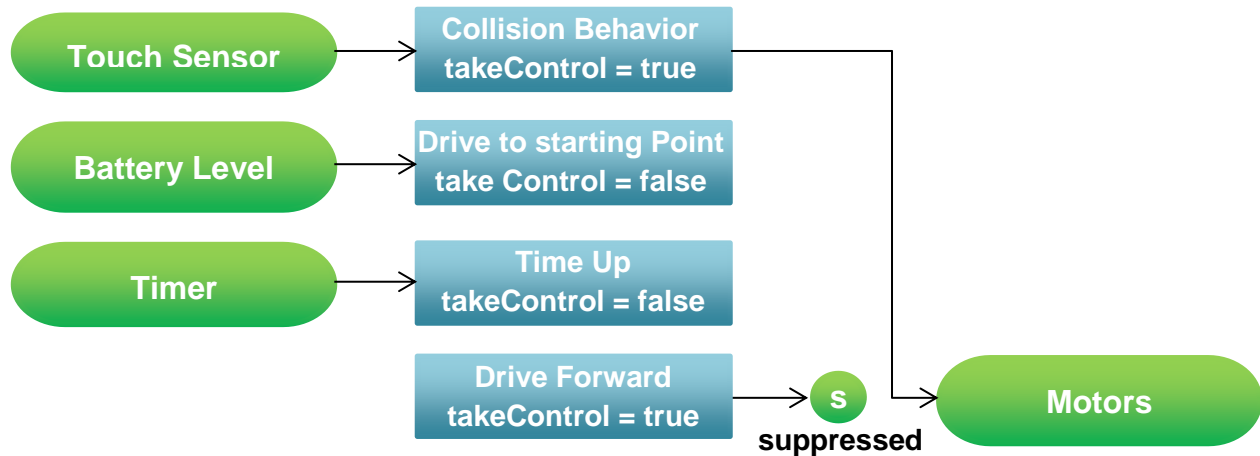 Touch Sensor
Collision Behavior
takeControl = true
Battery Level
Drive to starting Point
take Control = false
Timer
Time Up
takeControl = false
Drive Forward
takeControl = true
s
suppressed
Motors